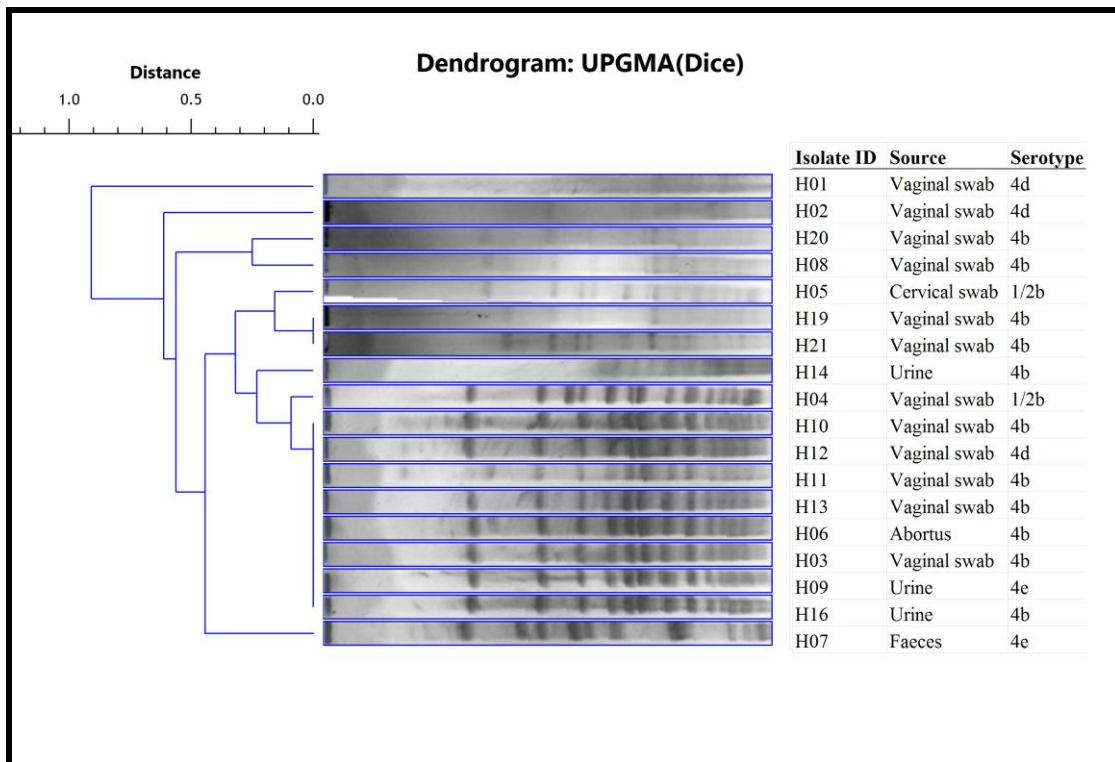 Dendrogram: UPGMA(Dice)
Distance
1.0 0.5 0.0
Isolate ID Source Serotype
H01 Vaginal swab 4d
H02 Vaginal swab 4d
H20 Vaginal swab 4b
H08 Vaginal swab 4b
H05 Cervical swab 1/2b
H19 Vaginal swab 4b
H21 Vaginal swab 4b
H14 Urine 4b
H04 Vaginal swab 1/2b
H10 Vaginal swab 4b
H12 Vaginal swab 4d
H11 Vaginal swab 4b
H13 Vaginal swab 4b
H06 Abortus 4b
H03 Vaginal swab 4b
H09 Urine 4e
H16 Urine 4b
H07 Faeces 4e